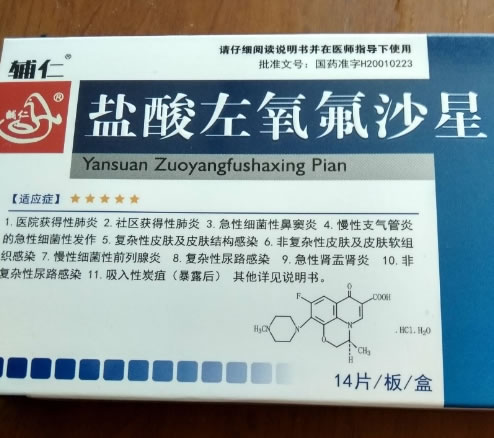 请仔细阅读说明书并在医师指导下使用
批准文号：国药准字H20010223
辅仁
辅仁
®
盐酸左氧氟沙星
Yansuan Zuoyangfushaxing Pian
【适应症】★★★★★
1. 医院获得性肺炎 2. 社区获得性肺炎 3. 急性细菌性鼻窦炎 4. 慢性支气管炎
的急性细菌性发作 5. 复杂性皮肤及皮肤结构感染 6. 非复杂性皮肤及皮肤软组
织感染 7. 慢性细菌性前列腺炎 8. 复杂性尿路感染 9. 急性肾盂肾炎 10. 非
复杂性尿路感染 11. 吸入性炭疽（暴露后） 其他详见说明书。
O
F
COOH
N
N
N
H₃C
O
CH₃
H
.HCl.H₂O
14片/板/盒